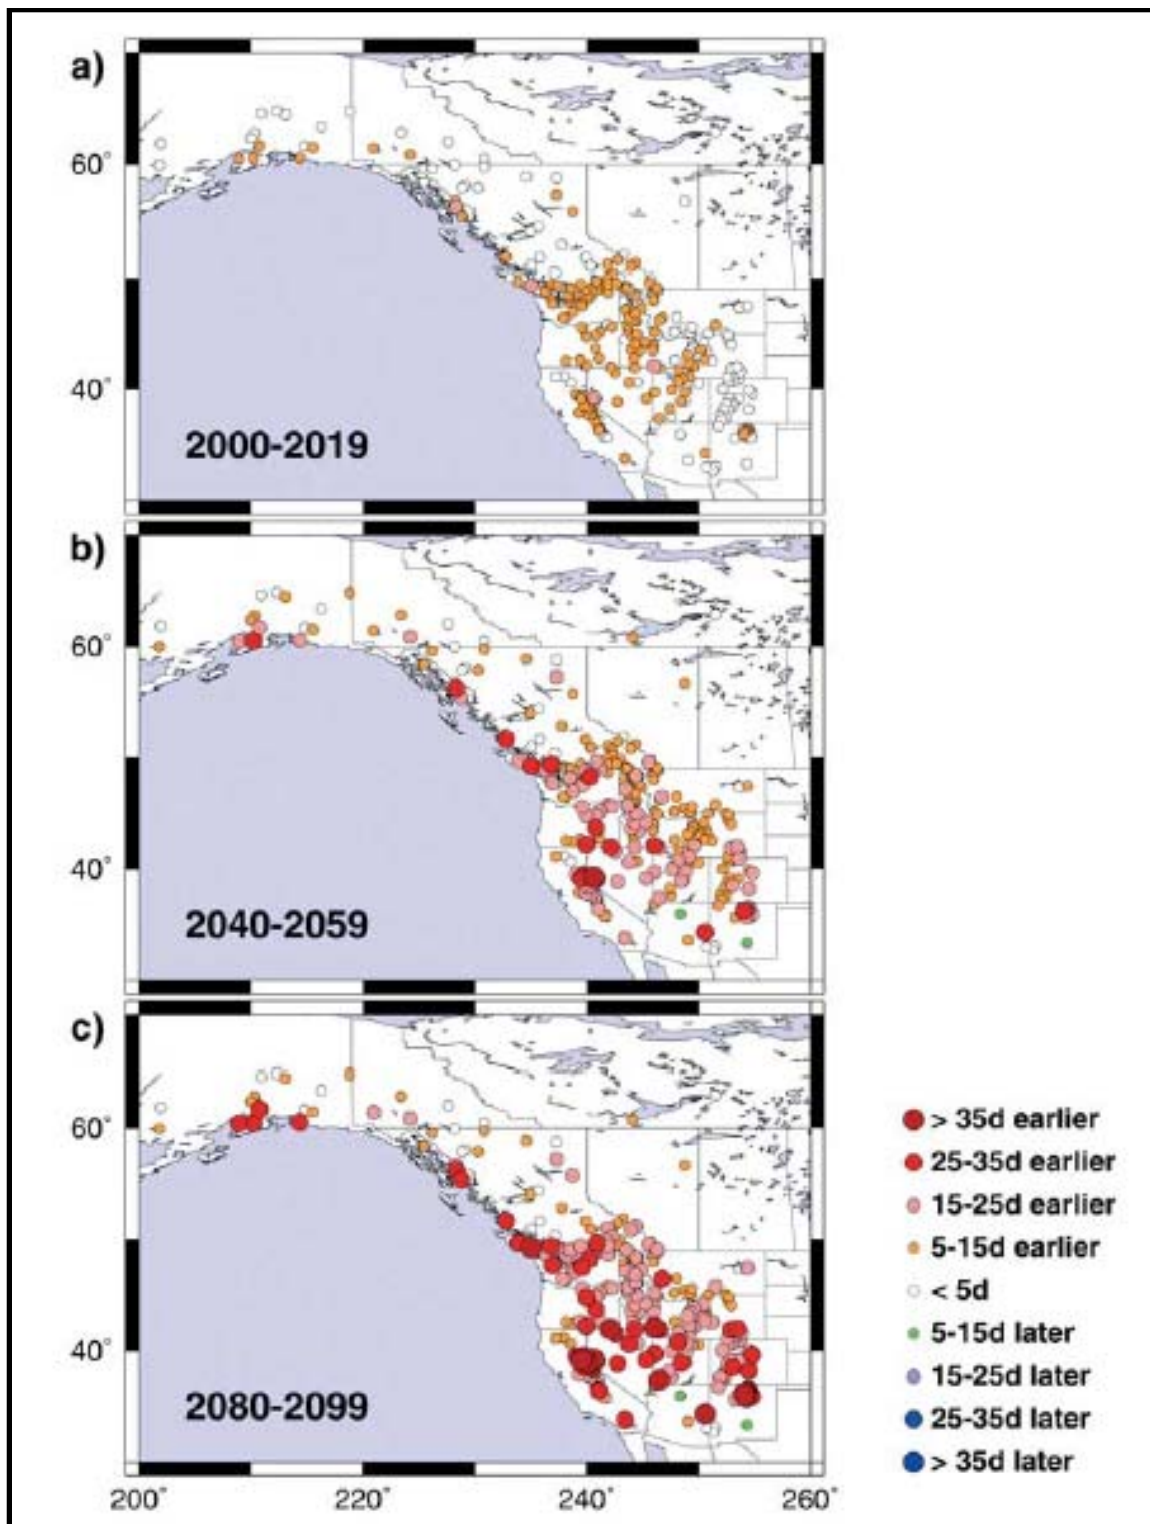 a)
60°
40°
2000-2019
b)
60°
40°
2040-2059
c)
60°
40°
2080-2099
200° 220° 240° 260°
> 35d earlier
25-35d earlier
15-25d earlier
5-15d earlier
< 5d
5-15d later
15-25d later
25-35d later
> 35d later